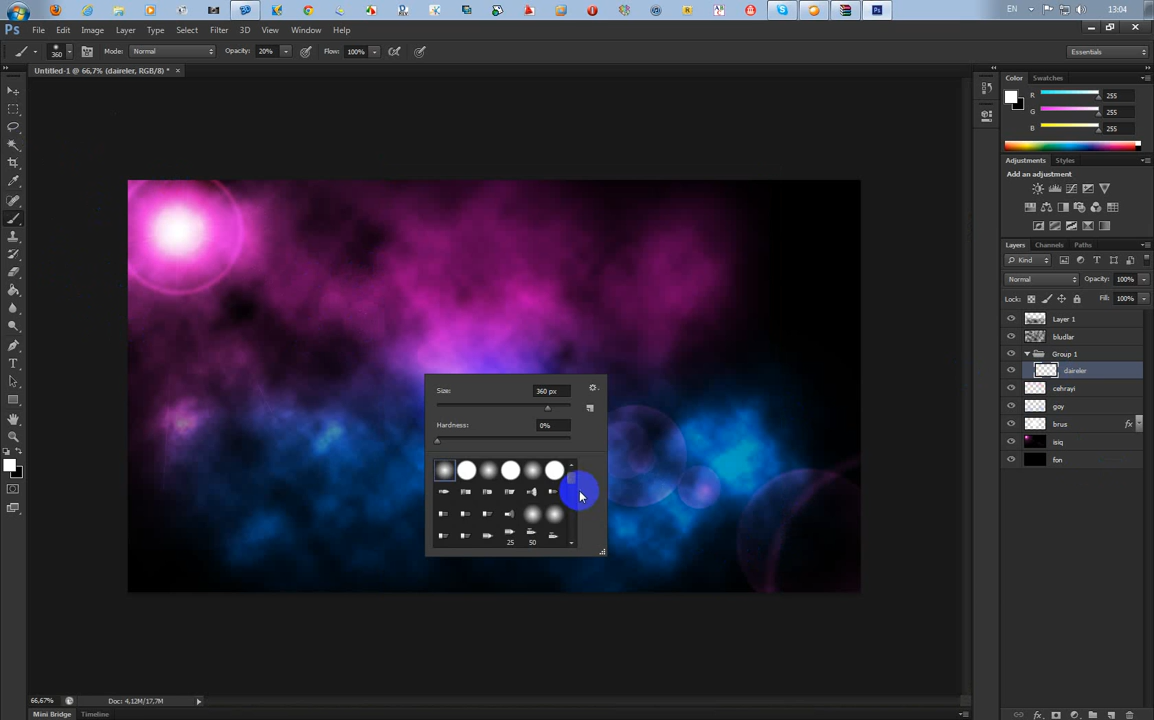 EN
13:04
Ps File Edit Image Layer Type Select Filter 3D View Window Help
360 Mode: Normal Opacity: 20% Flow: 100% Essentials
Untitled-1 @ 66,7% (daireler, RGB/8) *
Color Swatches
R 255
G 255
B 255
Adjustments Styles
Add an adjustment
Layers Channels Paths
Kind
Normal Opacity: 100%
Lock: Fill: 100%
Layer 1
bludlar
Group 1
daireler
cehrayi
goy
brus fx
isiq
fon
Size: 360 px
Hardness: 0%
25 50
66,67% Doc: 4,12M/17,7M
Mini Bridge Timeline